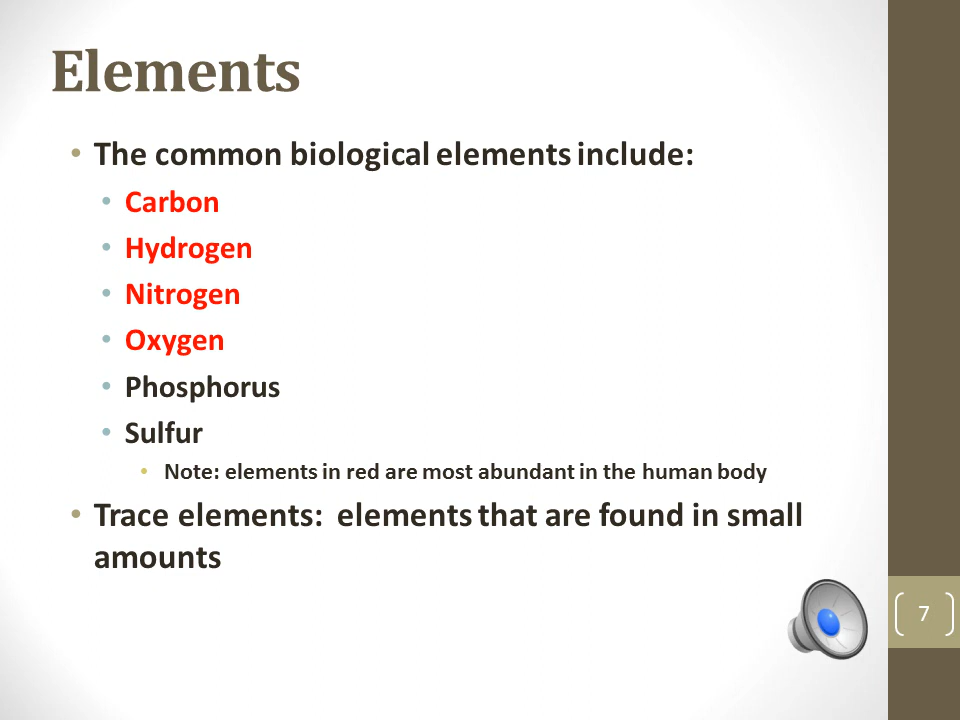 Elements
• The common biological elements include:
• Carbon
• Hydrogen
• Nitrogen
• Oxygen
• Phosphorus
• Sulfur
• Note: elements in red are most abundant in the human body
• Trace elements: elements that are found in small
amounts
7